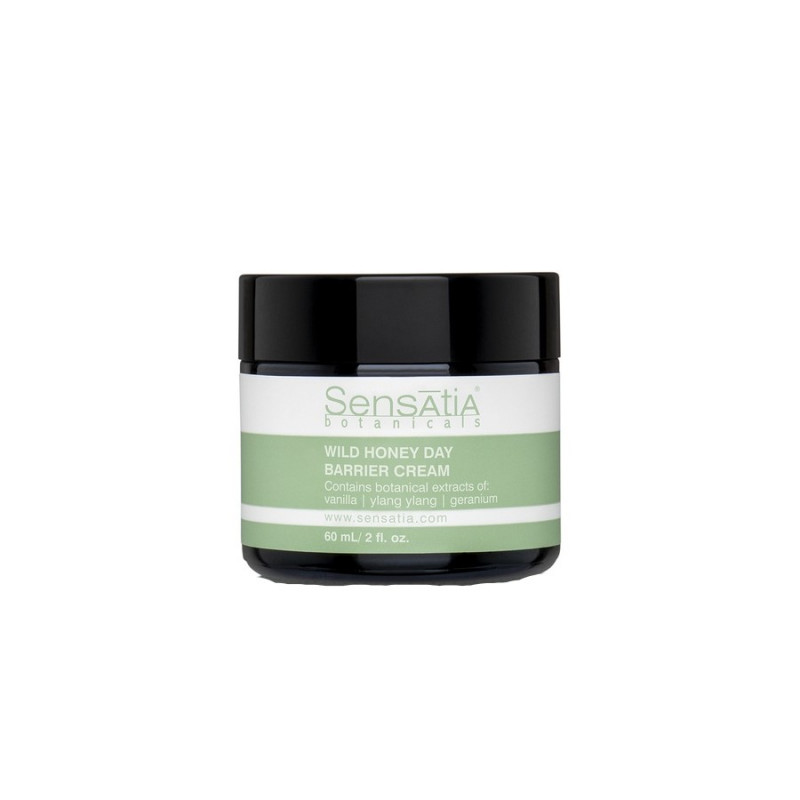 SensAtiA®
botanicals
WILD HONEY DAY
BARRIER CREAM
Contains botanical extracts of:
vanilla | ylang ylang | geranium
www.sensatia.com
60 mL/ 2 fl. oz.